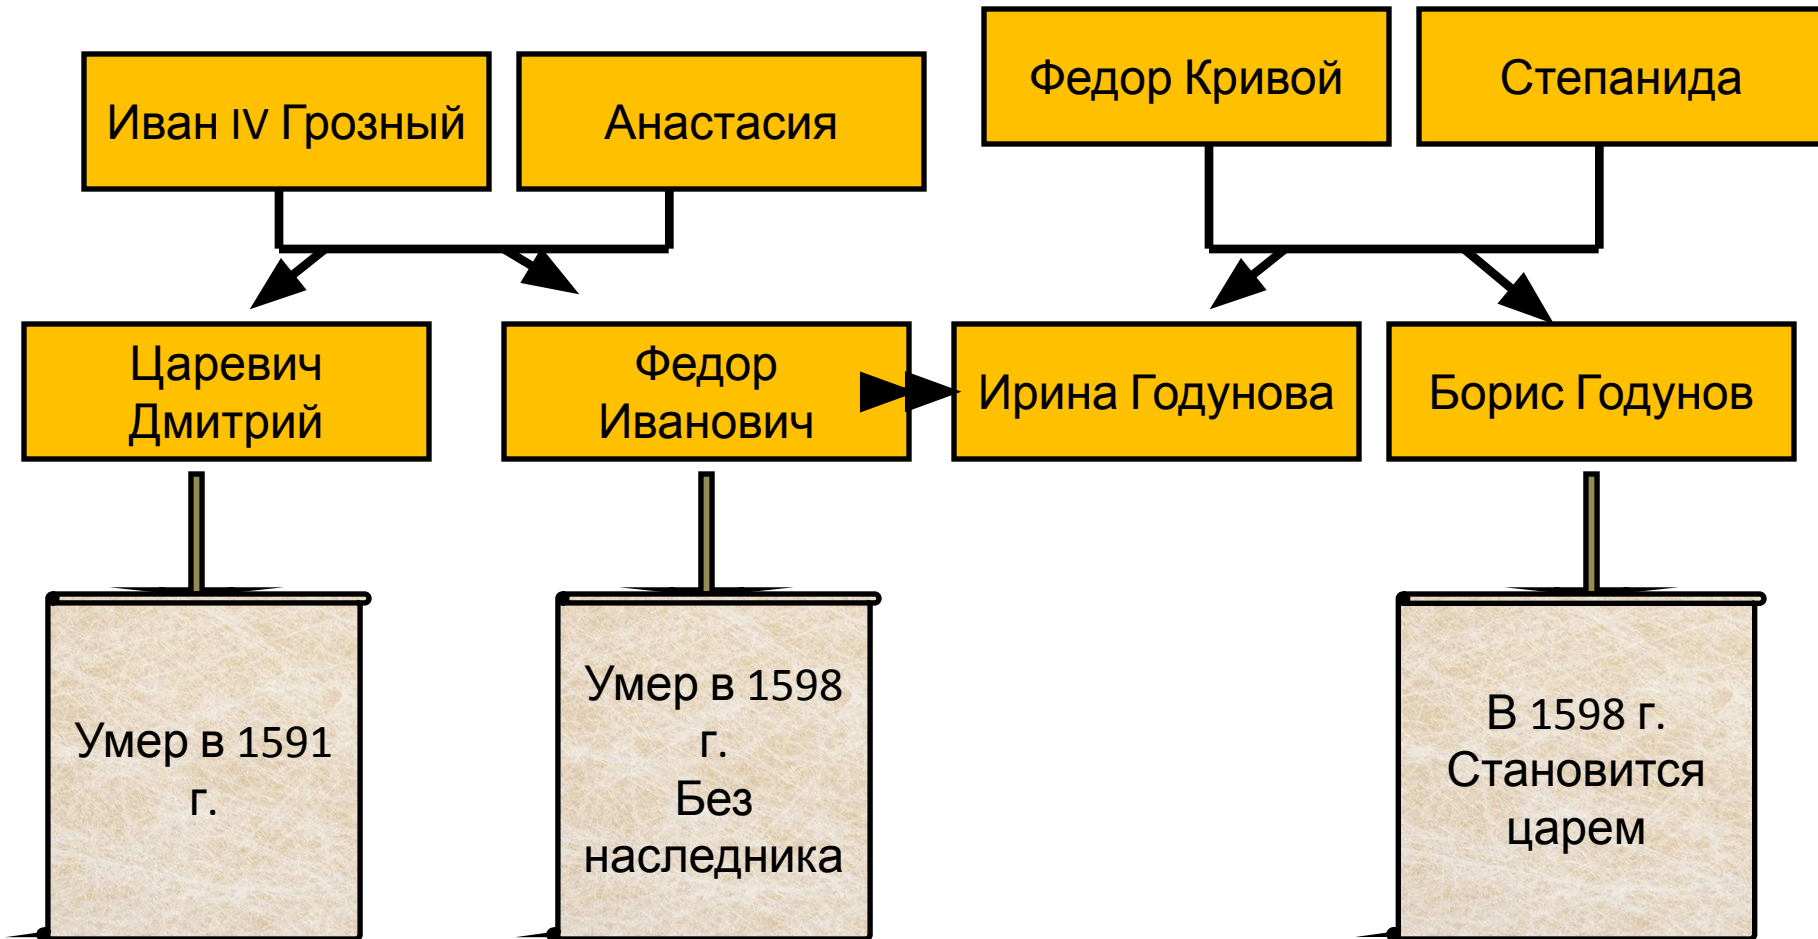 Иван IV Грозный
Анастасия
Федор Кривой
Степанида
Царевич
Дмитрий
Федор
Иванович
Ирина Годунова
Борис Годунов
Умер в 1591
г.
Умер в 1598
г.
Без
наследника
В 1598 г.
Становится
царем